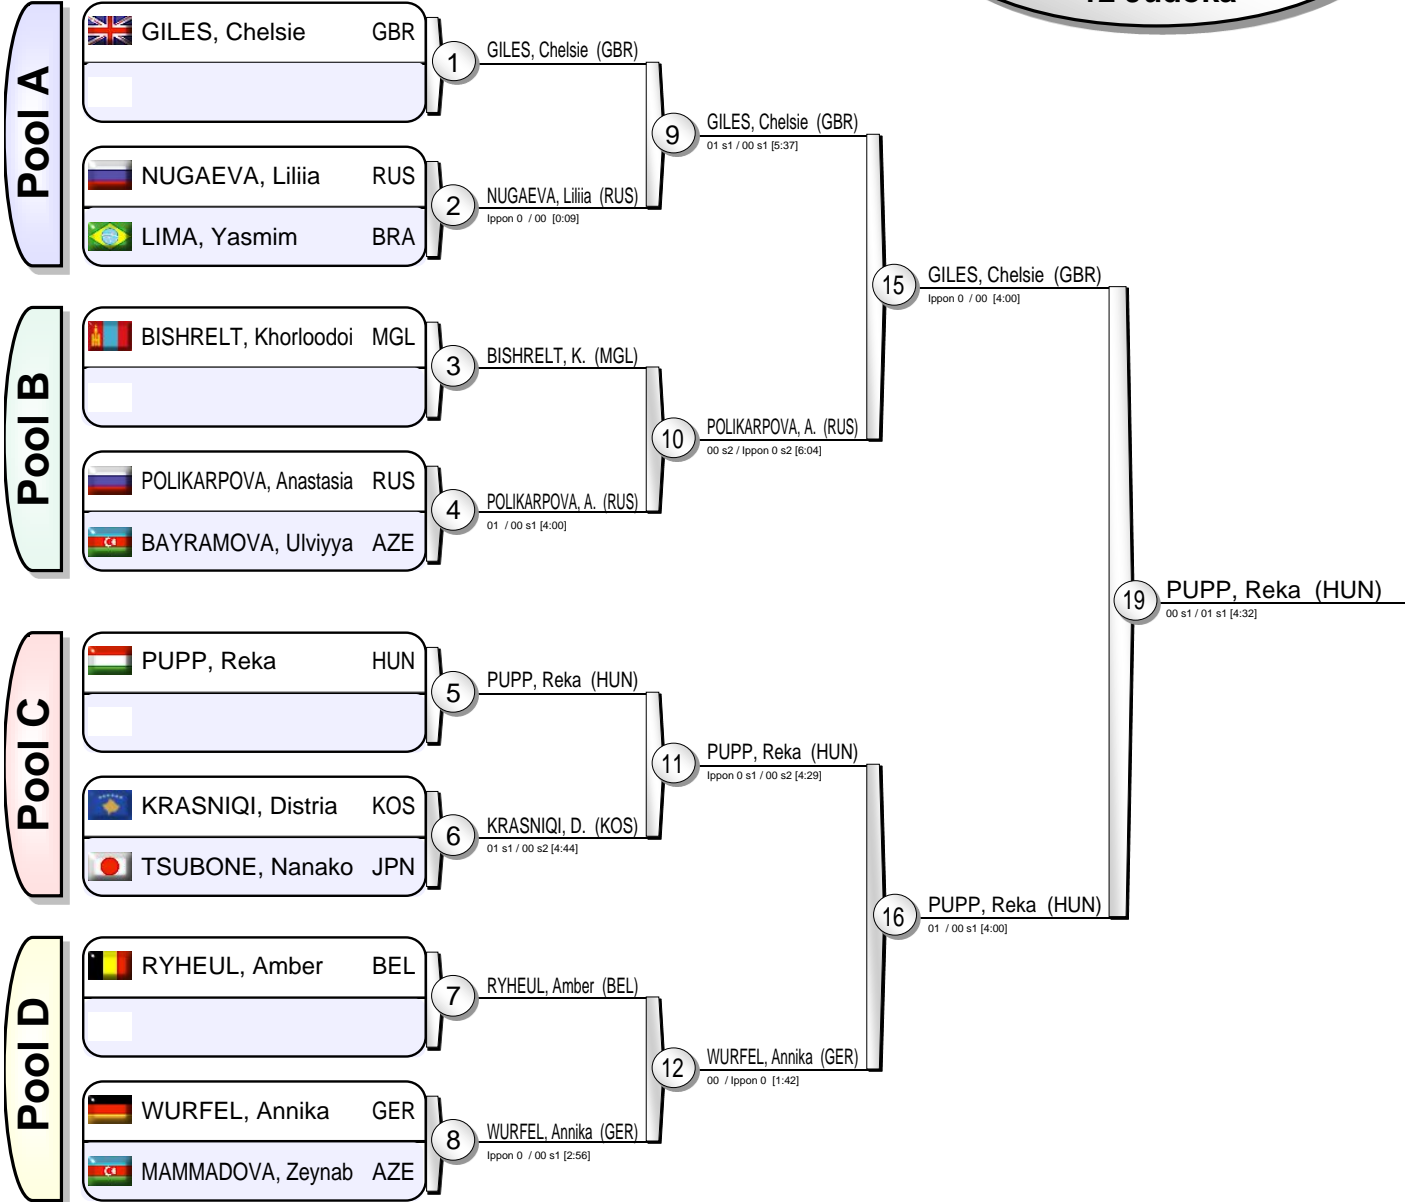 12 Judoka
Pool A
GILES, Chelsie GBR
NUGAEVA, Liliia RUS
LIMA, Yasmim BRA
Pool B
BISHRELT, Khorloodoi MGL
POLIKARPOVA, Anastasia RUS
BAYRAMOVA, Ulviyya AZE
Pool C
PUPP, Reka HUN
KRASNIQI, Distria KOS
TSUBONE, Nanako JPN
Pool D
RYHEUL, Amber BEL
WURFEL, Annika GER
MAMMADOVA, Zeynab AZE
1
GILES, Chelsie (GBR)
2
NUGAEVA, Liliia (RUS)
Ippon 0 / 00 [0:09]
3
BISHRELT, K. (MGL)
4
POLIKARPOVA, A. (RUS)
01 / 00 s1 [4:00]
5
PUPP, Reka (HUN)
6
KRASNIQI, D. (KOS)
01 s1 / 00 s2 [4:44]
7
RYHEUL, Amber (BEL)
8
WURFEL, Annika (GER)
Ippon 0 / 00 s1 [2:56]
9
GILES, Chelsie (GBR)
01 s1 / 00 s1 [5:37]
10
POLIKARPOVA, A. (RUS)
00 s2 / Ippon 0 s2 [6:04]
11
PUPP, Reka (HUN)
Ippon 0 s1 / 00 s2 [4:29]
12
WURFEL, Annika (GER)
00 / Ippon 0 [1:42]
15
GILES, Chelsie (GBR)
Ippon 0 / 00 [4:00]
16
PUPP, Reka (HUN)
01 / 00 s1 [4:00]
19
PUPP, Reka (HUN)
00 s1 / 01 s1 [4:32]